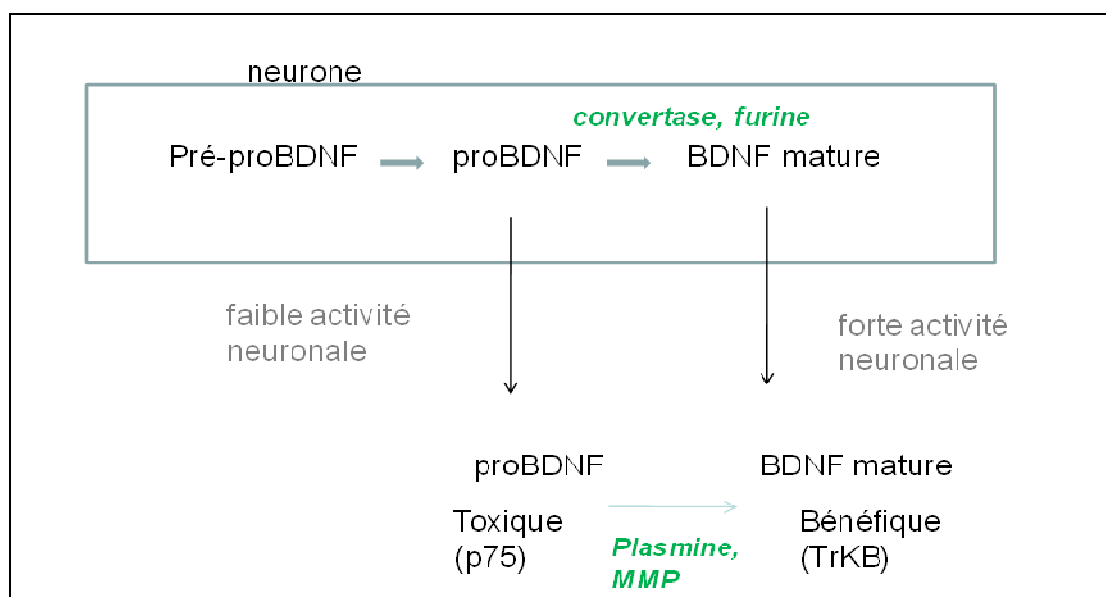 neurone
convertase, furine
Pré-proBDNF proBDNF BDNF mature
faible activité
neuronale
forte activité
neuronale
proBDNF BDNF mature
Toxique
(p75)
Plasmine,
MMP
Bénéfique
(TrKB)